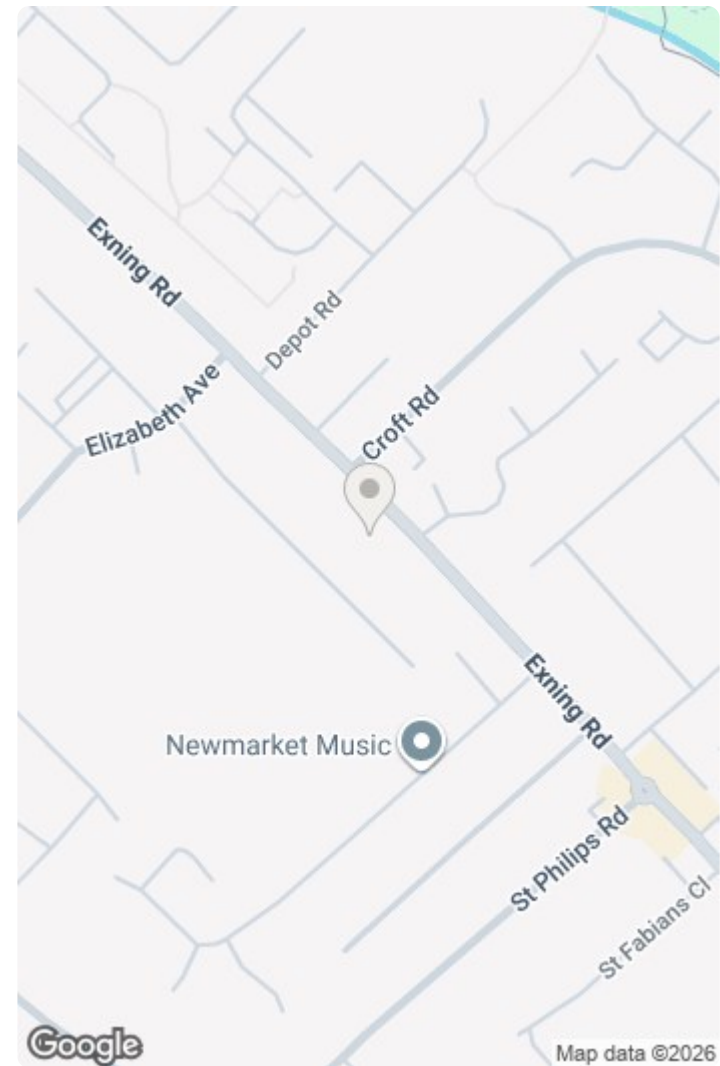 Exning Rd
Depot Rd
Elizabeth Ave
Croft Rd
Exning Rd
Newmarket Music
St Philips Rd
St Fabians Cl
Google
Map data ©2026